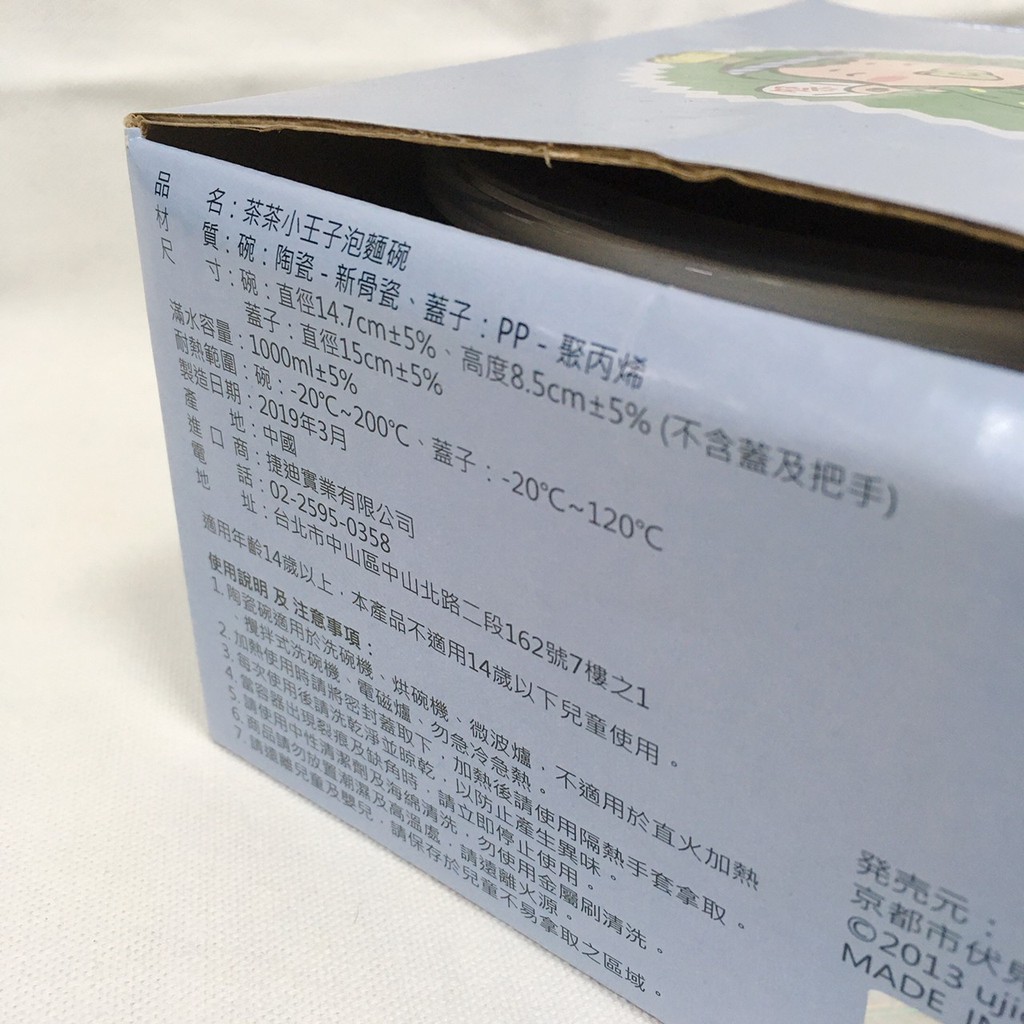 品名：茶茶小王子泡麵碗
材質：碗：陶瓷-新骨瓷、蓋子：PP-聚丙烯
尺寸：碗：直徑14.7cm±5%、高度8.5cm±5% (不含蓋及把手)
蓋子：直徑15cm±5%
滿水容量：1000ml±5%
耐熱範圍：碗：-20℃~200℃、蓋子：-20℃~120℃
製造日期：2019年3月
產地：中國
進口商：捷迪實業有限公司
電話：02-2595-0358
地址：台北市中山區中山北路二段162號7樓之1
適用年齡14歲以上，本產品不適用14歲以下兒童使用。
使用說明 及 注意事項：
1. 陶瓷碗適用於洗碗機、烘碗機、微波爐，不適用於直火加熱
、攪拌式洗碗機、電磁爐、勿急冷急熱。
2. 加熱使用時請將密封蓋取下，加熱後請使用隔熱手套拿取。
3. 每次使用後請洗乾淨並晾乾，以防止產生異味。
4. 當容器出現裂痕及缺角時，請立即停止使用。
5. 請使用中性清潔劑及海綿清洗，勿使用金屬刷清洗。
6. 商品請勿放置潮濕及高溫處，請遠離火源。
7. 請遠離兒童及嬰兒，請保存於兒童不易拿取之區域。
発売元：
京都市伏見
©2013 ujic
MADE IN